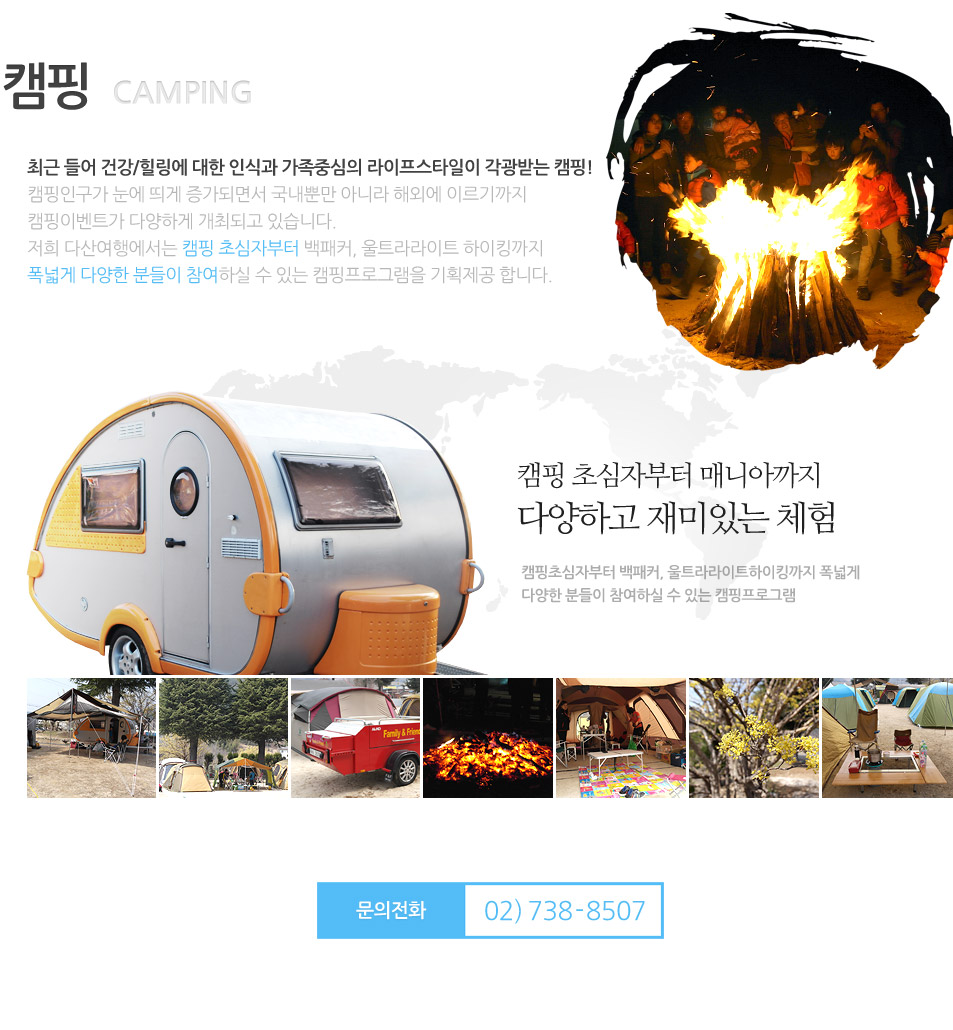 캠핑 CAMPING
최근 들어 건강/힐링에 대한 인식과 가족중심의 라이프스타일이 각광받는 캠핑!
캠핑인구가 눈에 띄게 증가되면서 국내뿐만 아니라 해외에 이르기까지
캠핑이벤트가 다양하게 개최되고 있습니다.
저희 다산여행에서는 캠핑 초심자부터 백패커, 울트라라이트 하이킹까지
폭넓게 다양한 분들이 참여하실 수 있는 캠핑프로그램을 기획제공 합니다.
캠핑 초심자부터 매니아까지
다양하고 재미있는 체험
캠핑초심자부터 백패커, 울트라라이트하이킹까지 폭넓게
다양한 분들이 참여하실 수 있는 캠핑프로그램
Family & Friend
문의전화 02) 738-8507